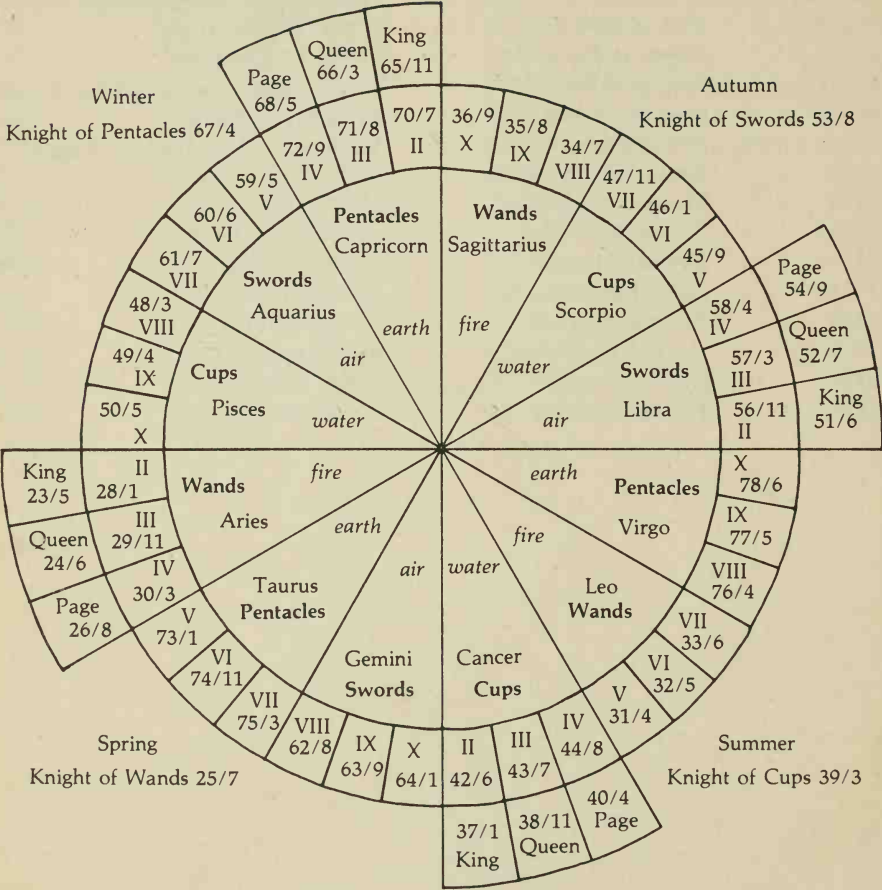 King
65/11
Queen
66/3
Page
68/5
Winter
Knight of Pentacles 67/4
Autumn
Knight of Swords 53/8
70/7
II
71/8
III
72/9
IV
59/5
V
60/6
VI
61/7
VII
48/3
VIII
49/4
IX
50/5
X
36/9
X
35/8
IX
34/7
VIII
47/11
VII
46/1
VI
45/9
V
58/4
IV
57/3
III
56/11
II
Page
54/9
Queen
52/7
King
51/6
Pentacles
Capricorn
earth
Wands
Sagittarius
fire
Swords
Aquarius
air
Cups
Scorpio
water
Cups
Pisces
water
Swords
Libra
air
Wands
Aries
fire
Pentacles
Virgo
earth
Taurus
Pentacles
earth
Leo
Wands
fire
Gemini
Swords
air
Cancer
Cups
water
King
23/5
Queen
24/6
Page
26/8
II
28/1
III
29/11
IV
30/3
V
73/1
VI
74/11
VII
75/3
VIII
62/8
IX
63/9
X
64/1
II
42/6
III
43/7
IV
44/8
V
31/4
VI
32/5
VII
33/6
VIII
76/4
IX
77/5
X
78/6
37/1
King
38/11
Queen
40/4
Page
Spring
Knight of Wands 25/7
Summer
Knight of Cups 39/3